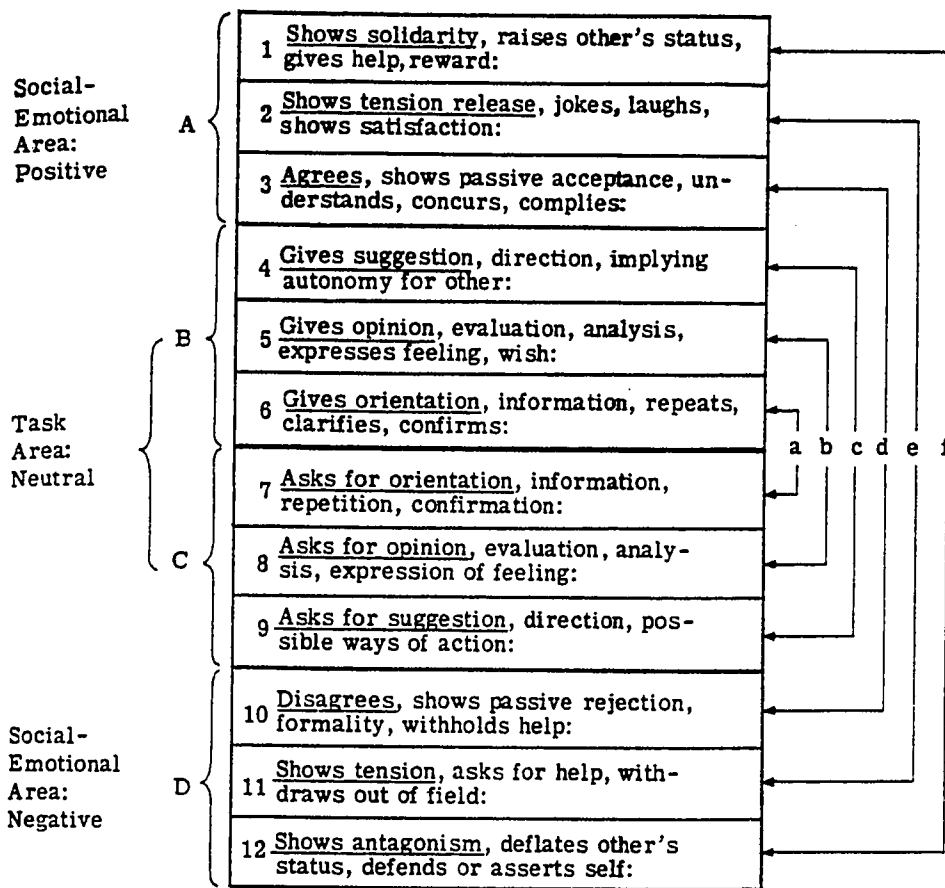 Social-
Emotional
Area:
Positive
A
1 Shows solidarity, raises other's status,
gives help, reward:
2 Shows tension release, jokes, laughs,
shows satisfaction:
3 Agrees, shows passive acceptance, un-
derstands, concurs, complies:
Task
Area:
Neutral
B
4 Gives suggestion, direction, implying
autonomy for other:
5 Gives opinion, evaluation, analysis,
expresses feeling, wish:
6 Gives orientation, information, repeats,
clarifies, confirms:
C
7 Asks for orientation, information,
repetition, confirmation:
8 Asks for opinion, evaluation, analy-
sis, expression of feeling:
9 Asks for suggestion, direction, pos-
sible ways of action:
Social-
Emotional
Area:
Negative
D
10 Disagrees, shows passive rejection,
formality, withholds help:
11 Shows tension, asks for help, with-
draws out of field:
12 Shows antagonism, deflates other's
status, defends or asserts self:
a b c d e f